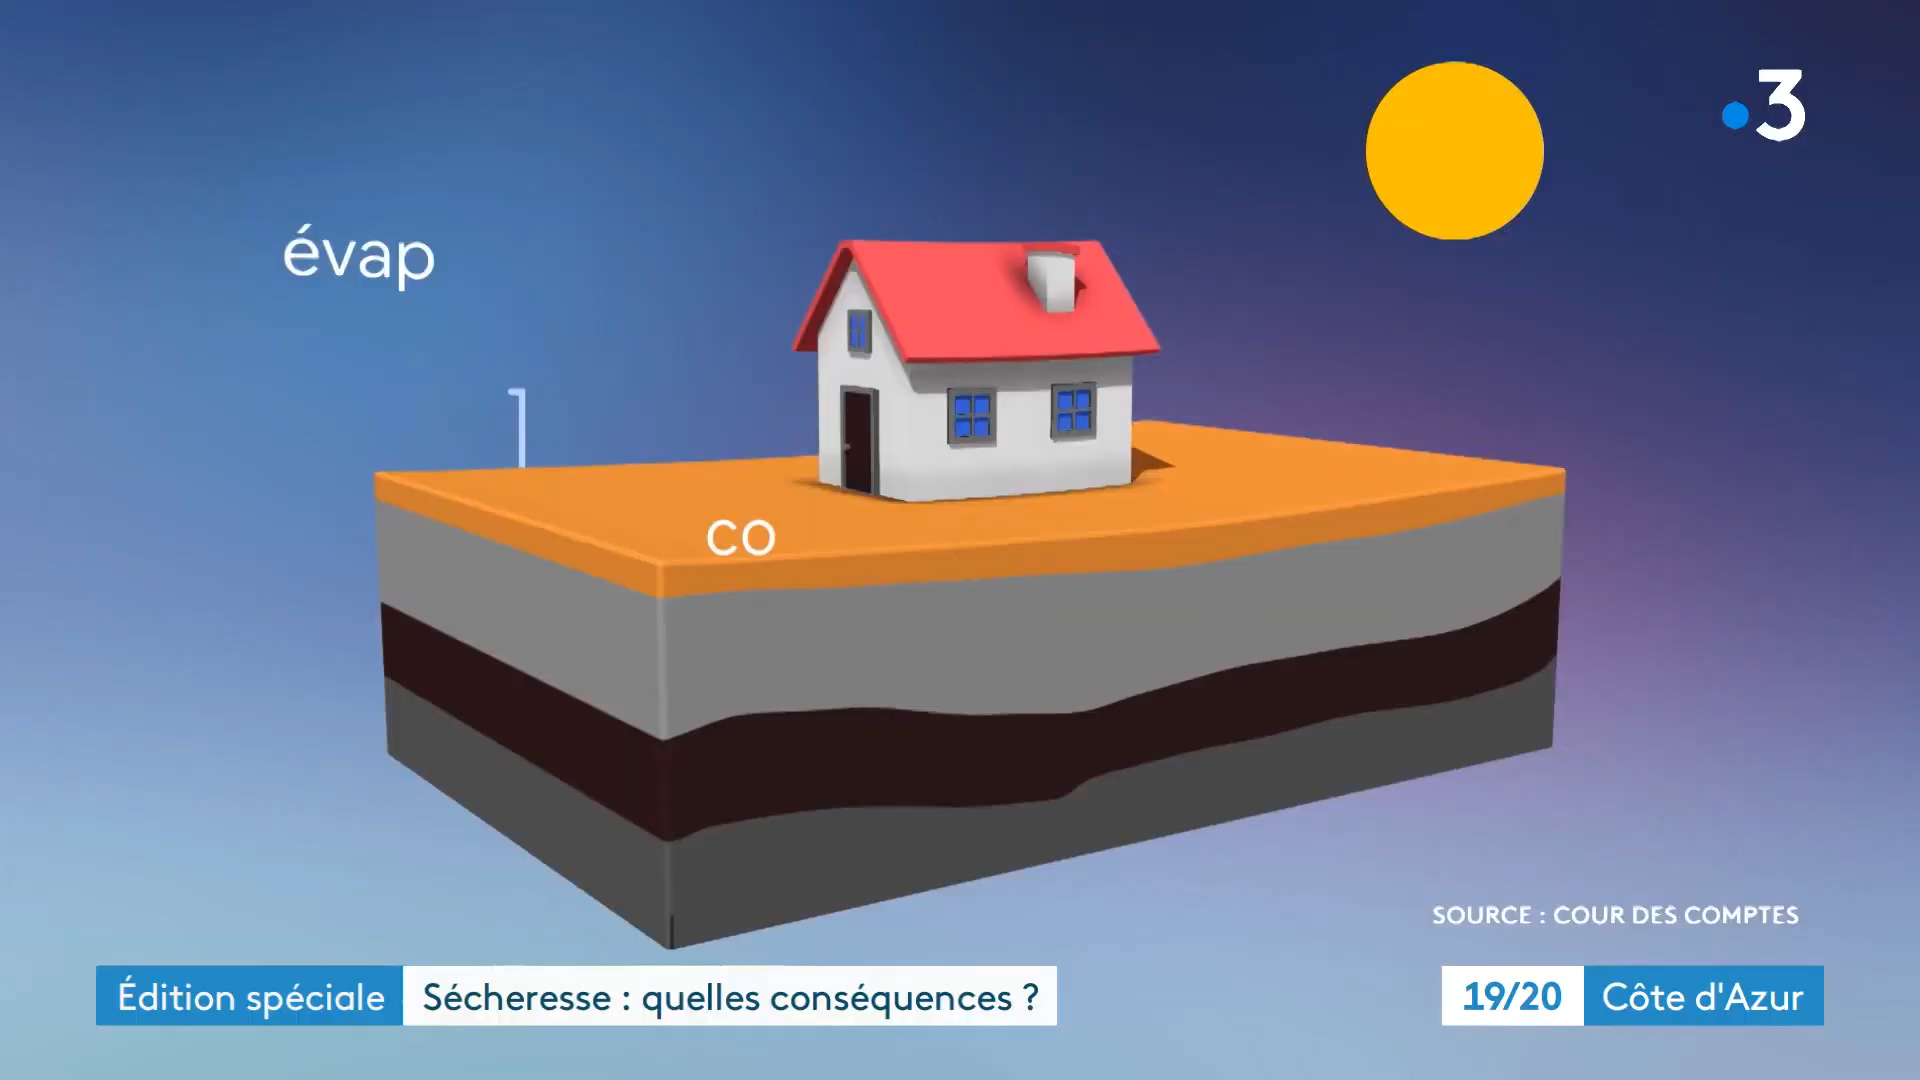 3
évap
co
SOURCE : COUR DES COMPTES
Édition spéciale
Sécheresse : quelles conséquences ?
19/20
Côte d'Azur